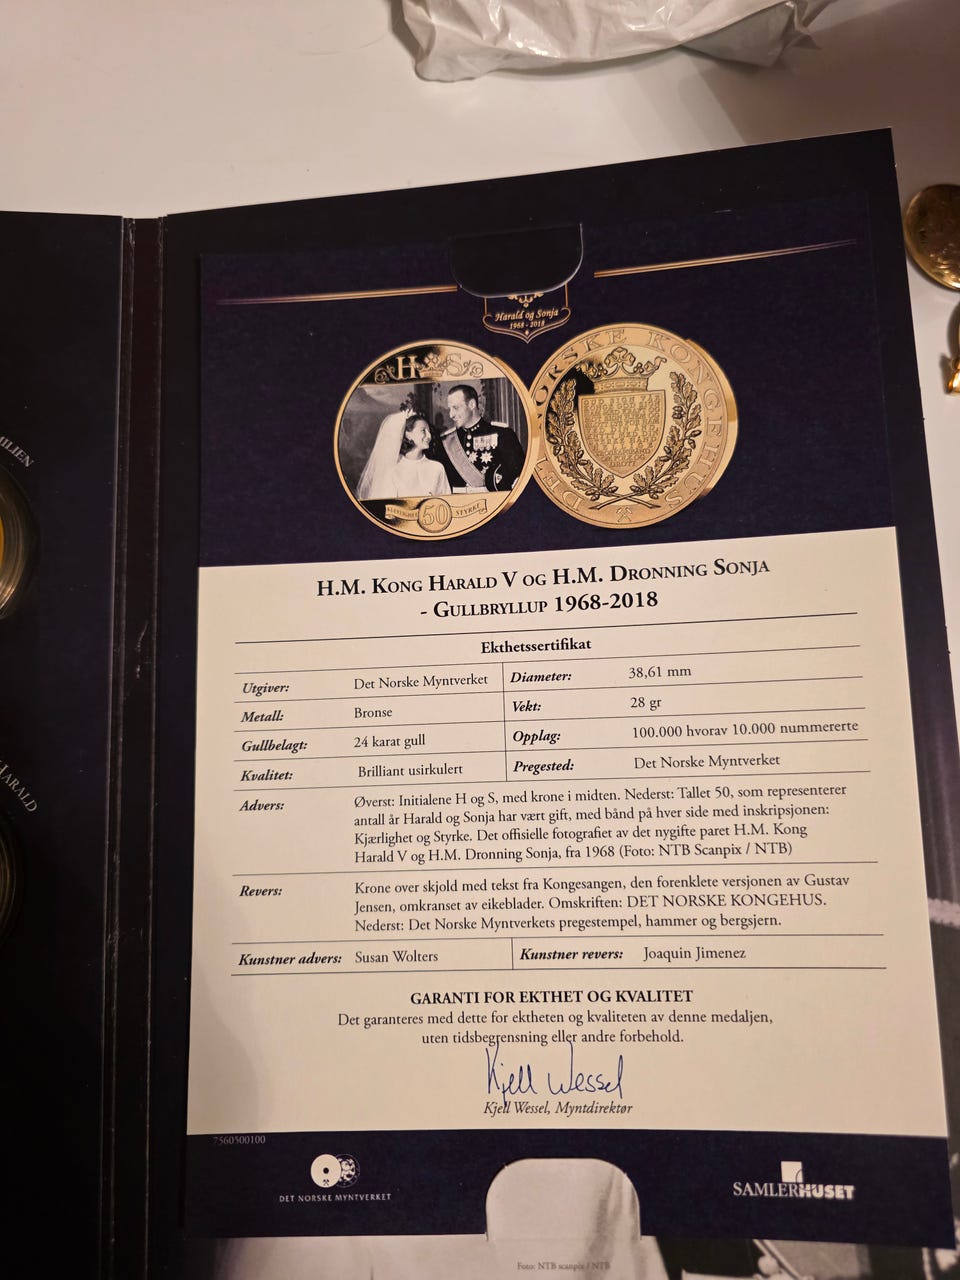 MILIEN
HARALD
Harald og Sonja
1968 - 2018
H S
50
STYRKE
DET NORSKE KONGEHUS
H.M. KONG HARALD V OG H.M. DRONNING SONJA
- GULLBRYLLUP 1968-2018
Ekthetssertifikat
Utgiver: Det Norske Myntverket Diameter: 38,61 mm
Metall: Bronse Vekt: 28 gr
Gullbelagt: 24 karat gull Opplag: 100.000 hvorav 10.000 nummererte
Kvalitet: Brilliant usirkulert Pregested: Det Norske Myntverket
Advers: Øverst: Initialene H og S, med krone i midten. Nederst: Tallet 50, som representerer
antall år Harald og Sonja har vært gift, med bånd på hver side med inskripsjonen:
Kjærlighet og Styrke. Det offisielle fotografiet av det nygifte paret H.M. Kong
Harald V og H.M. Dronning Sonja, fra 1968 (Foto: NTB Scanpix / NTB)
Revers: Krone over skjold med tekst fra Kongesangen, den forenklete versjonen av Gustav
Jensen, omkranset av eikeblader. Omskriften: DET NORSKE KONGEHUS.
Nederst: Det Norske Myntverkets pregestempel, hammer og bergsjern.
Kunstner advers: Susan Wolters Kunstner revers: Joaquin Jimenez
GARANTI FOR EKTHET OG KVALITET
Det garanteres med dette for ektheten og kvaliteten av denne medaljen,
uten tidsbegrensning eller andre forbehold.
Kjell Wessel
Kjell Wessel, Myntdirektør
7560500100
DET NORSKE MYNTVERKET
SAMLERHUSET
Foto: NTB scanpix / NTB